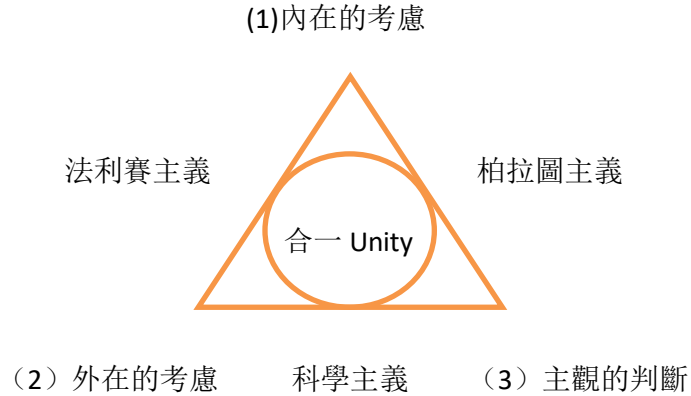 (1)內在的考慮
法利賽主義
柏拉圖主義
合一 Unity
（2）外在的考慮
科學主義
（3）主觀的判斷